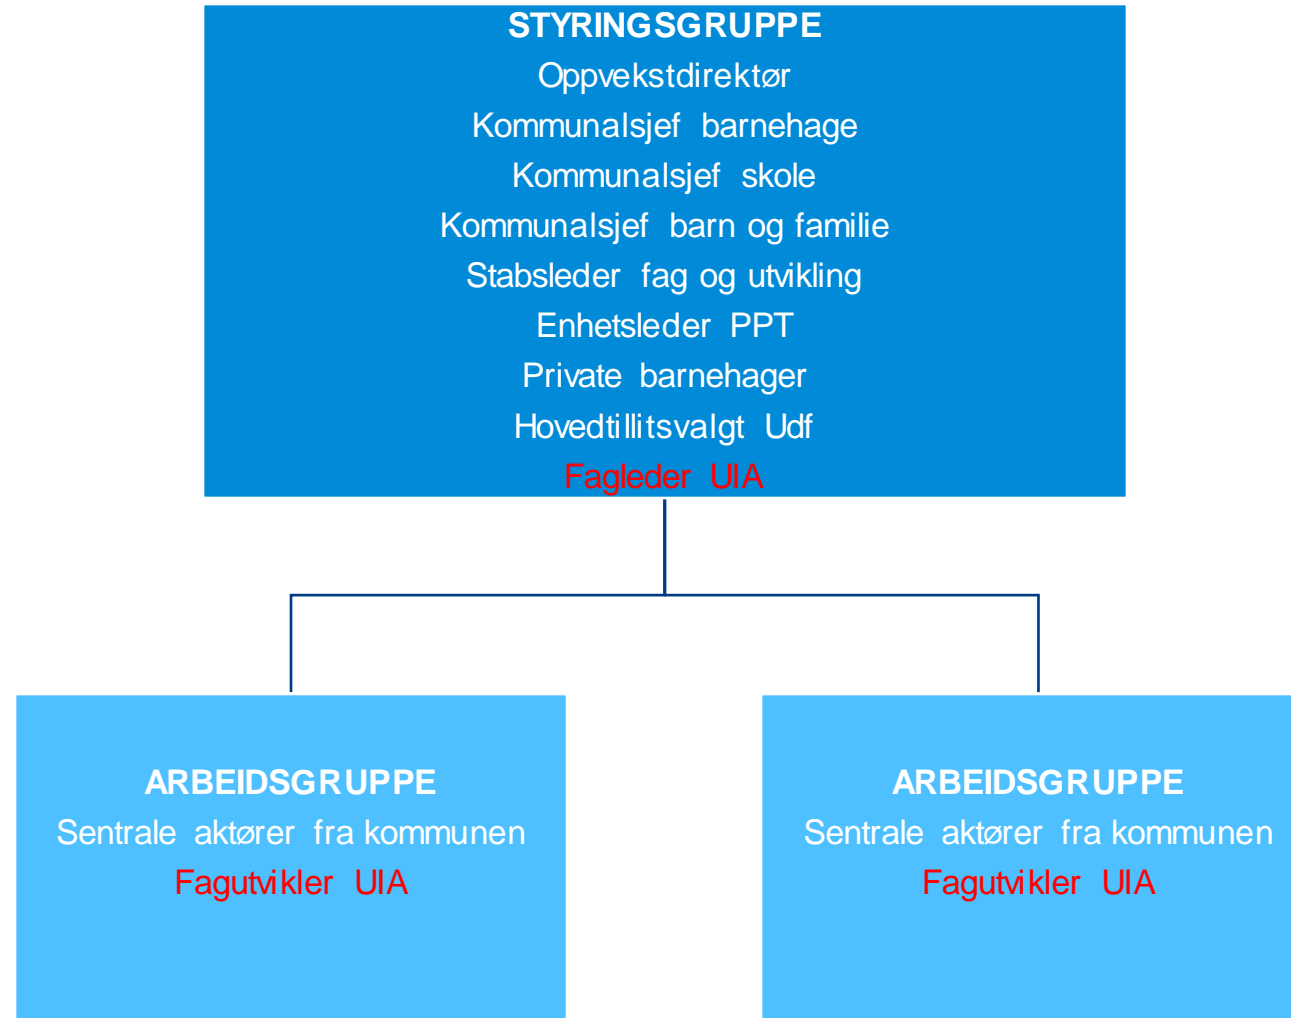 STYRINGSGRUPPE
Oppvekstdirektør
Kommunalsjef barnehage
Kommunalsjef skole
Kommunalsjef barn og familie
Stabsleder fag og utvikling
Enhetsleder PPT
Private barnehager
Hovedtillitsvalgt Udf
Fagleder UIA
ARBEIDSGRUPPE
Sentrale aktører fra kommunen
Fagutvikler UIA
ARBEIDSGRUPPE
Sentrale aktører fra kommunen
Fagutvikler UIA